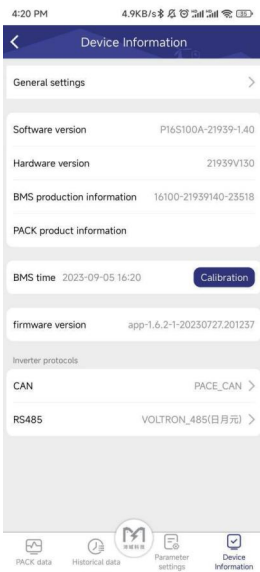 4:20 PM 4.9KB/s 35
Device Information
General settings
Software version P16S100A-21939-1.40
Hardware version 21939V130
BMS production information 16100-21939140-23518
PACK product information
BMS time 2023-09-05 16:20 Calibration
firmware version app-1.6.2-1-20230727.201237
Inverter protocols
CAN PACE_CAN
RS485 VOLTRON_485(日月元)
PACK data
Historical data
Parameter
settings
Device
Information